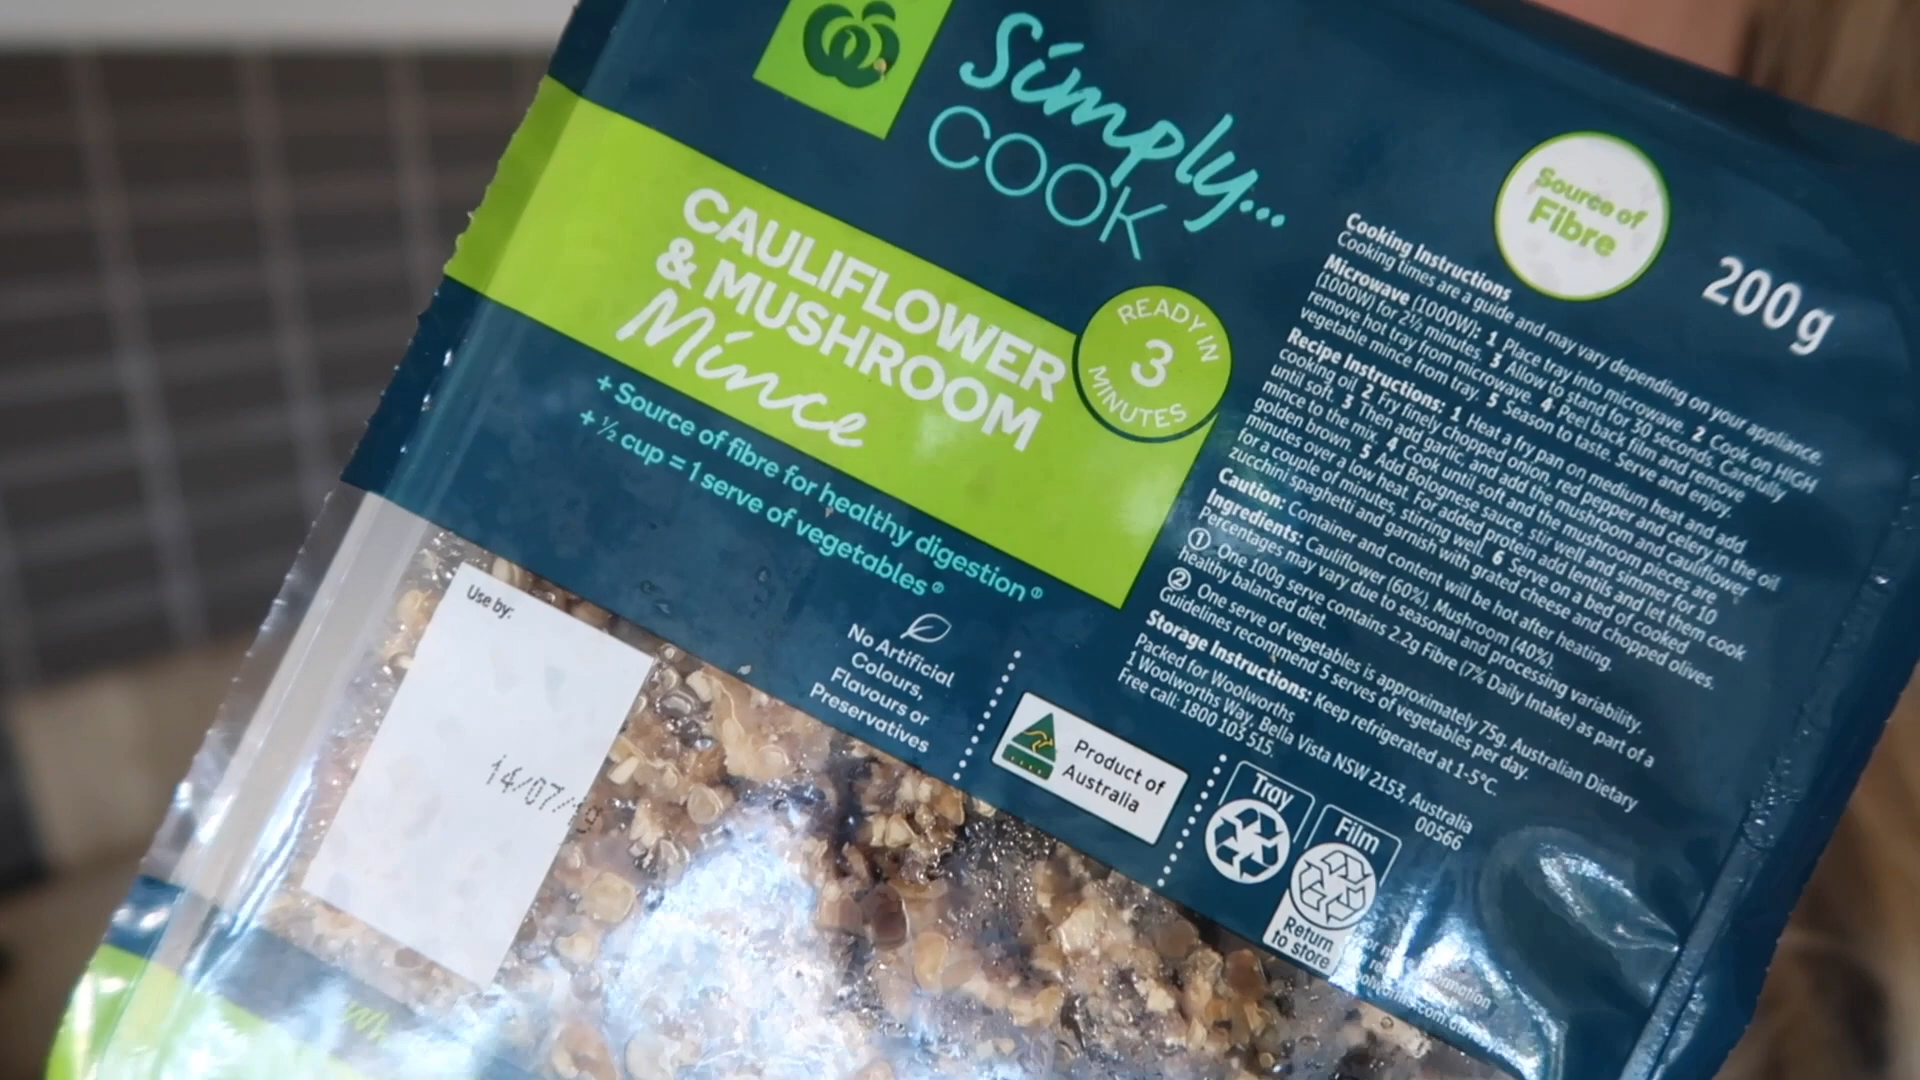 Simply...
COOK
CAULIFLOWER
& MUSHROOM
Mince
READY IN
3
MINUTES
+ Source of fibre for healthy digestion①
+ ½ cup = 1 serve of vegetables②
Source of
Fibre
200g
Cooking Instructions
Cooking times are a guide and may vary depending on your appliance.
Microwave (1000W): 1 Place tray into microwave. 2 Cook on HIGH
(1000W) for 2½ minutes. 3 Allow to stand for 30 seconds. Carefully
remove hot tray from microwave. 4 Peel back film and remove
vegetable mince from tray. 5 Season to taste. Serve and enjoy.
Recipe Instructions: 1 Heat a fry pan on medium heat and add
cooking oil. 2 Fry finely chopped onion, red pepper and celery in the oil
until soft. 3 Then add garlic, and add the mushroom and cauliflower
mince to the mix. 4 Cook until soft and the mushroom pieces are
golden brown. 5 Add Bolognese sauce, stir well and simmer for 10
minutes over a low heat. For added protein add lentils and let them cook
for a couple of minutes, stirring well. 6 Serve on a bed of cooked
zucchini spaghetti and garnish with grated cheese and chopped olives.
Caution: Container and content will be hot after heating.
Ingredients: Cauliflower (60%), Mushroom (40%).
Percentages may vary due to seasonal and processing variability.
① One 100g serve contains 2.2g Fibre (7% Daily Intake) as part of a
healthy balanced diet.
② One serve of vegetables is approximately 75g. Australian Dietary
Guidelines recommend 5 serves of vegetables per day.
Storage Instructions: Keep refrigerated at 1-5°C.
Packed for Woolworths
1 Woolworths Way, Bella Vista NSW 2153, Australia
Free call: 1800 103 515.
00566
Use by:
14/07/19
No Artificial
Colours,
Flavours or
Preservatives
Product of
Australia
Tray
Film
Return
to store